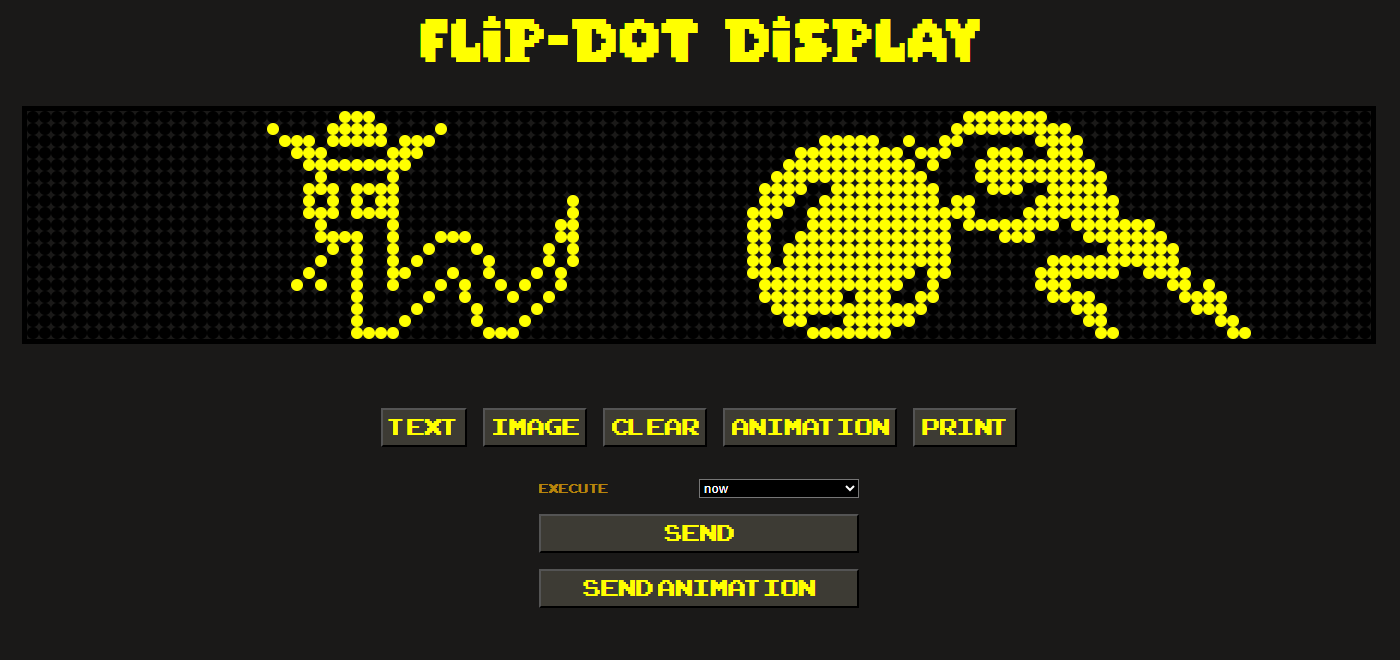 FLiP-DOT DiSPLAY
TEXT IMAGE CLEAR ANIMATION PRINT
EXECUTE now
SEND
SEND ANIMATION